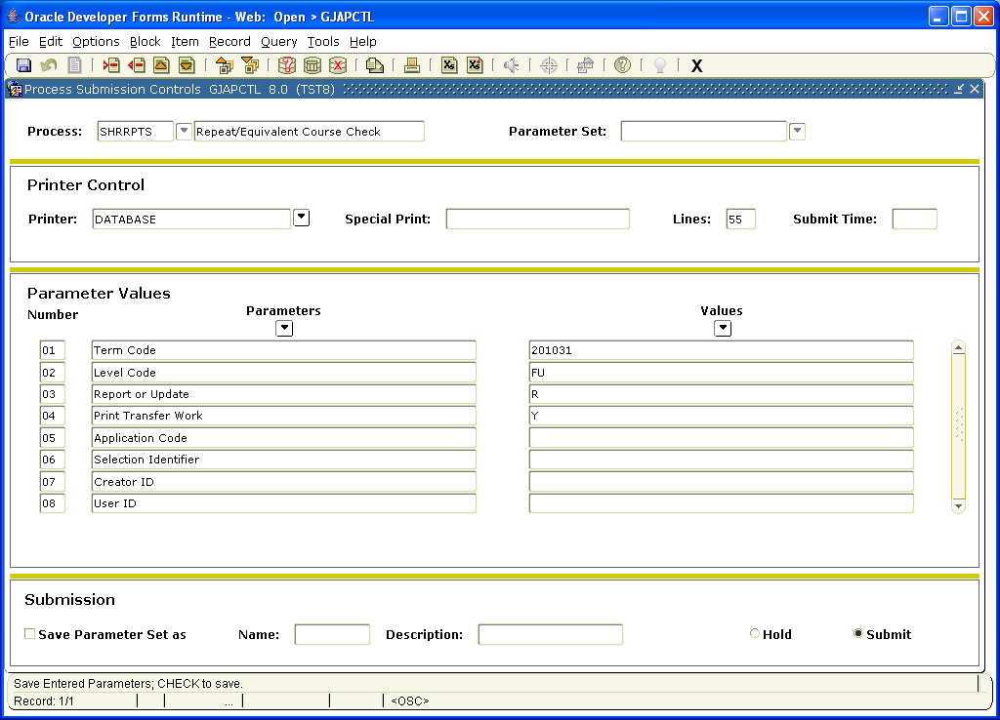 Oracle Developer Forms Runtime - Web: Open > GJAPCTL
File Edit Options Block Item Record Query Tools Help
X
Process Submission Controls GJAPCTL 8.0 (TST8)
Process: SHRRPTS Repeat/Equivalent Course Check Parameter Set:
Printer Control
Printer: DATABASE Special Print: Lines: 55 Submit Time:
Parameter Values
Number Parameters Values
01 Term Code 201031
02 Level Code FU
03 Report or Update R
04 Print Transfer Work Y
05 Application Code
06 Selection Identifier
07 Creator ID
08 User ID
Submission
Save Parameter Set as Name: Description: Hold Submit
Save Entered Parameters; CHECK to save.
Record: 1/1 ... <OSC>